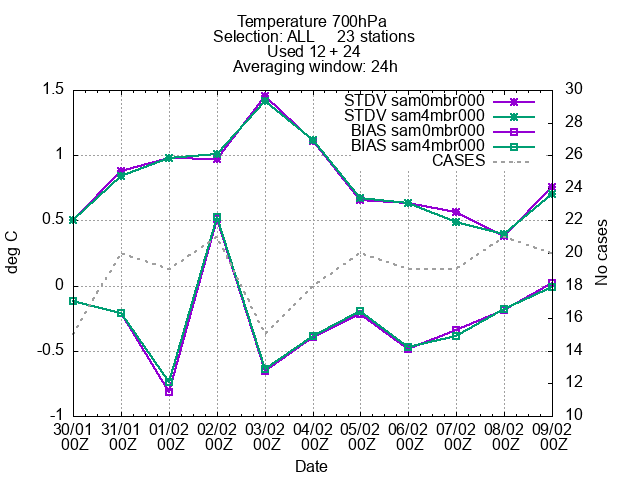 Temperature 700hPa
Selection: ALL     23 stations
Used 12 + 24
Averaging window: 24h
STDV sam0mbr000
STDV sam4mbr000
BIAS sam0mbr000
BIAS sam4mbr000
CASES
1.5
1
0.5
0
-0.5
-1
deg C
30
28
26
24
22
20
18
16
14
12
10
No cases
30/01 31/01 01/02 02/02 03/02 04/02 05/02 06/02 07/02 08/02 09/02
00Z 00Z 00Z 00Z 00Z 00Z 00Z 00Z 00Z 00Z 00Z
Date